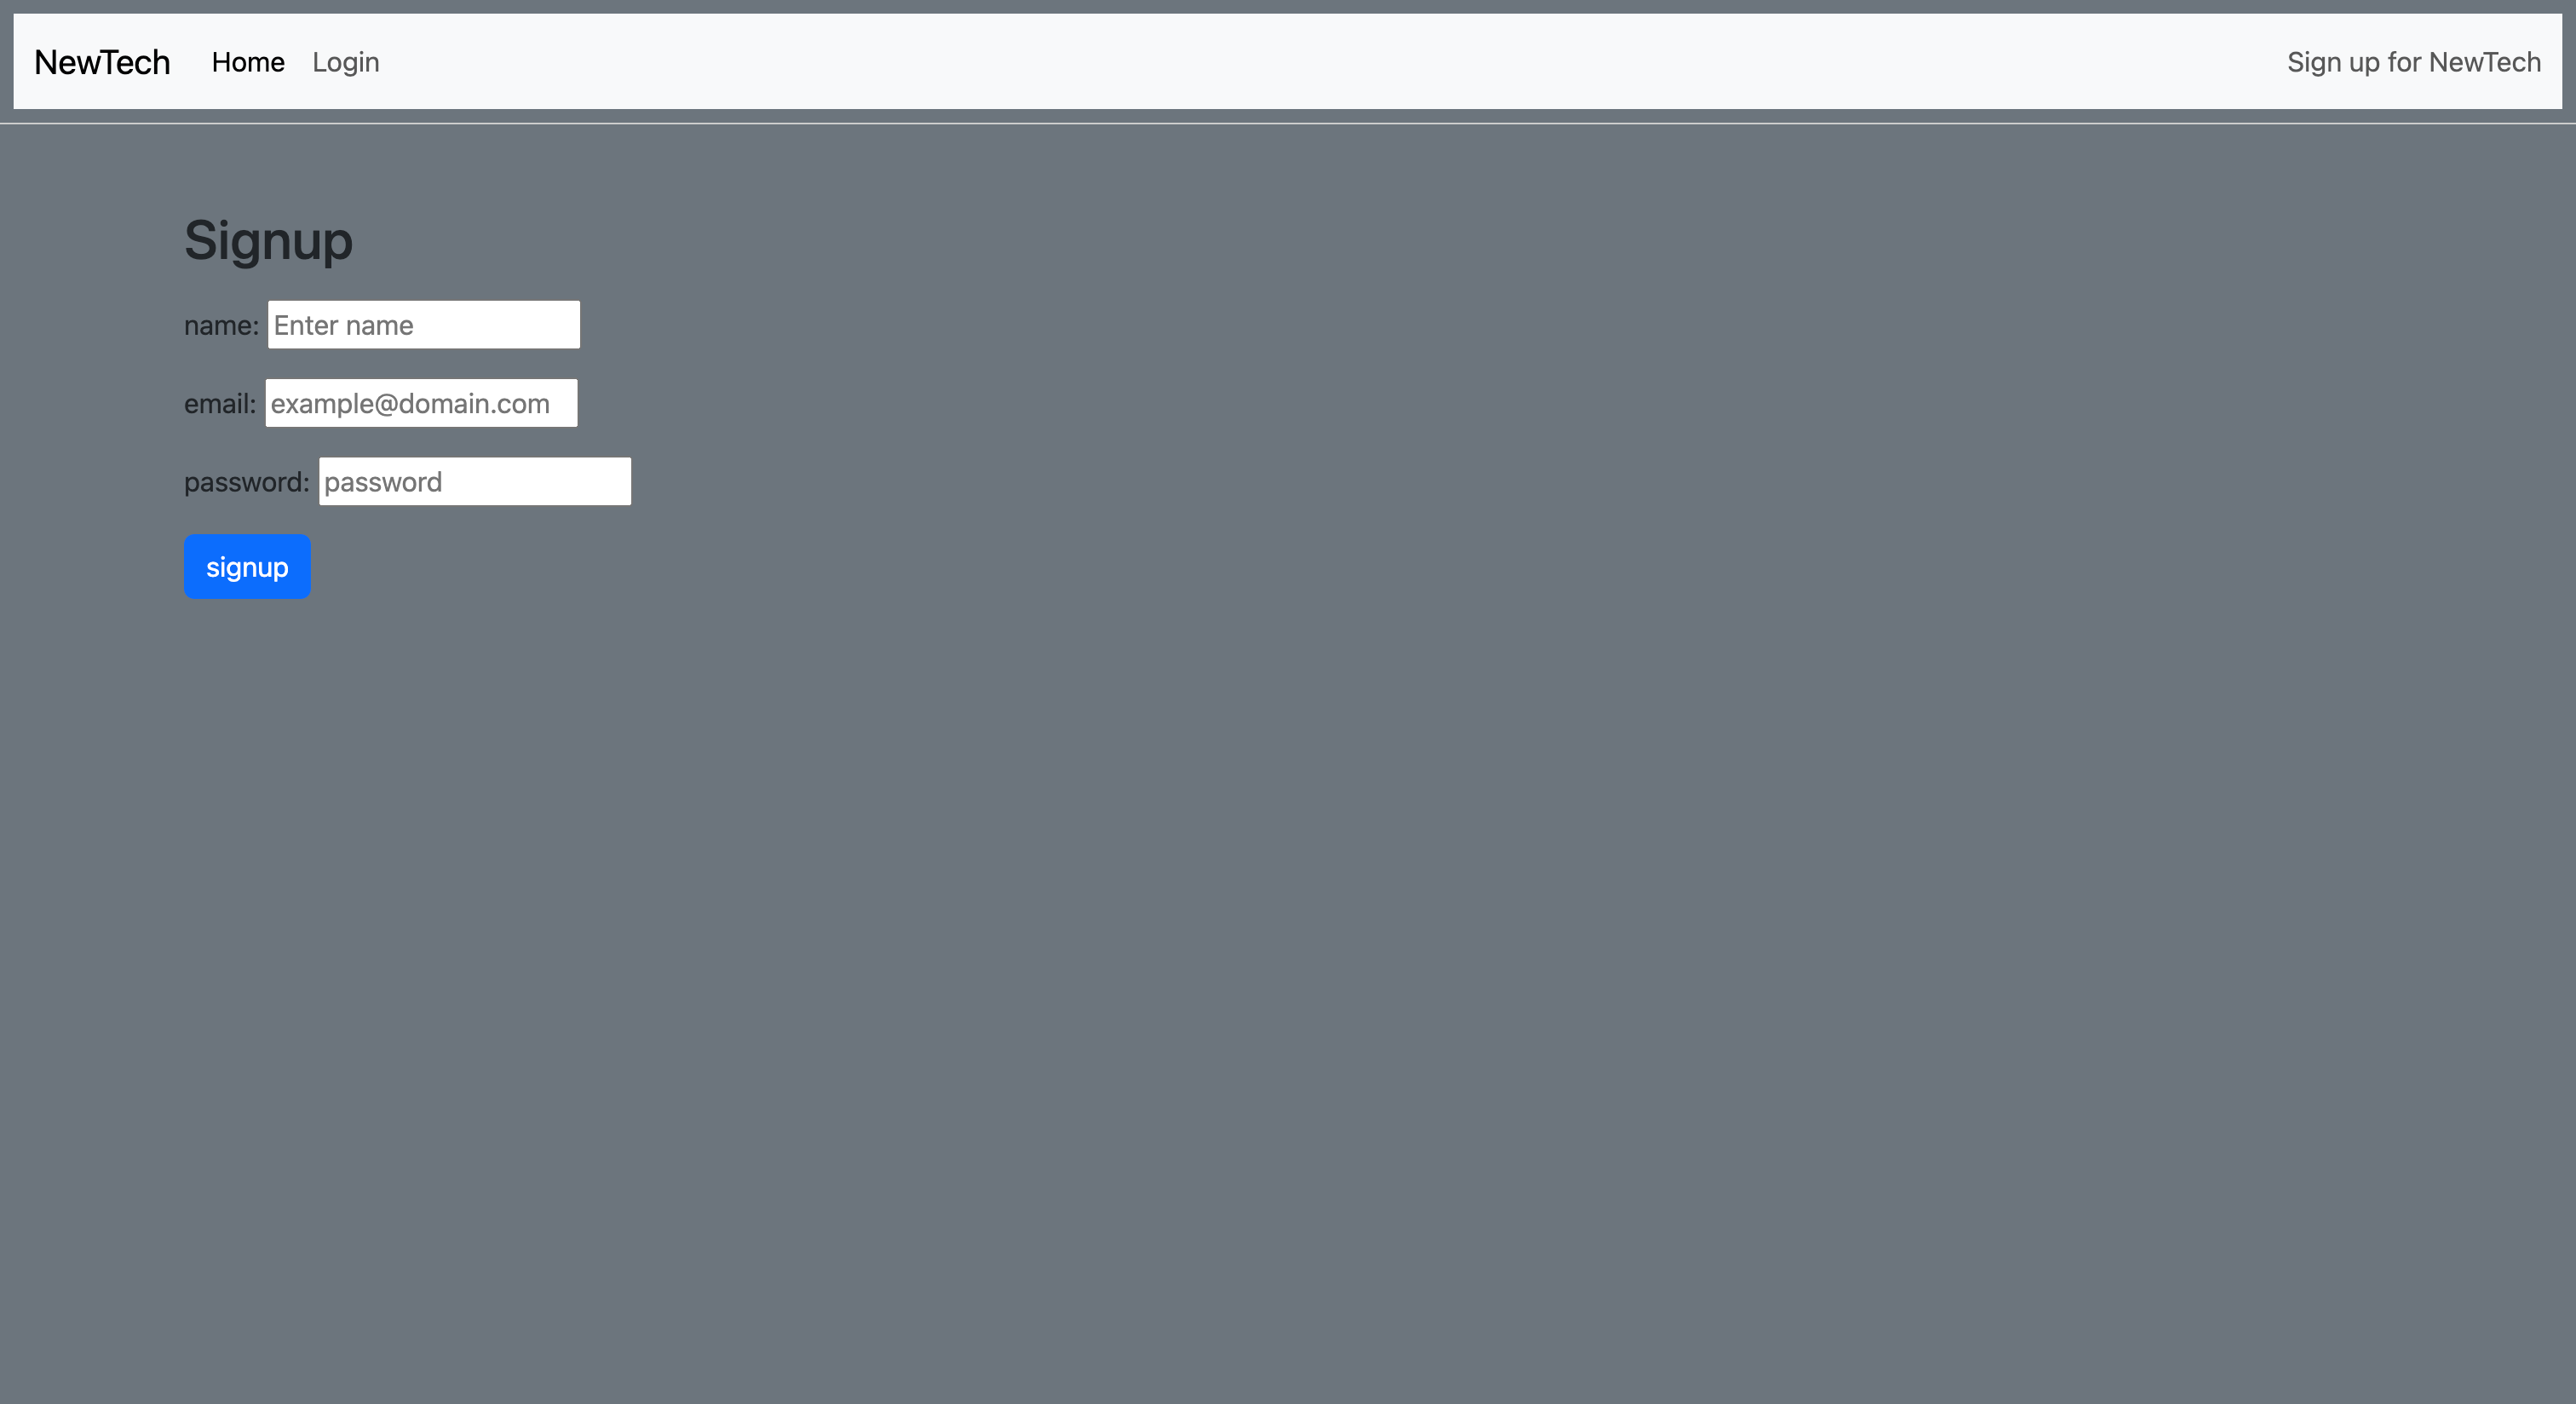 NewTech Home Login Sign up for NewTech
Signup
name: Enter name
email: example@domain.com
password: password
signup